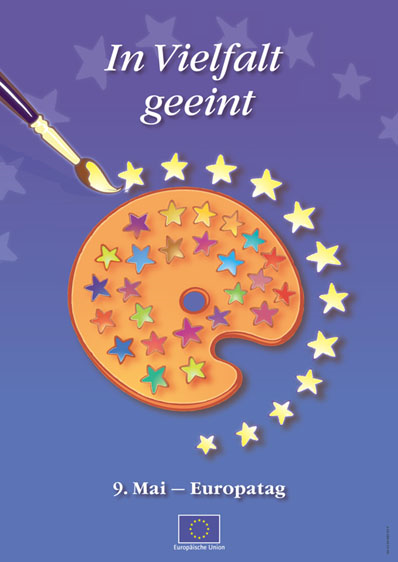 In Vielfalt
geeint
9. Mai – Europatag
Europäische Union